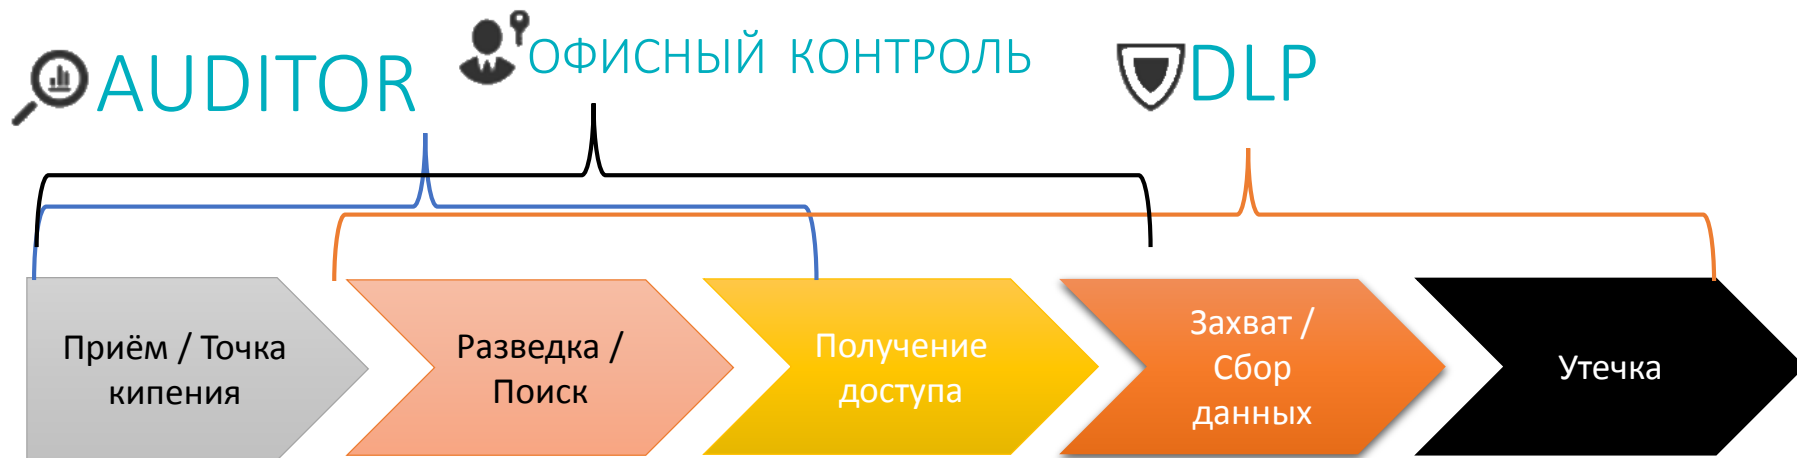 AUDITOR
ОФИСНЫЙ КОНТРОЛЬ
DLP
Приём / Точка
кипения
Разведка /
Поиск
Получение
доступа
Захват /
Сбор
данных
Утечка